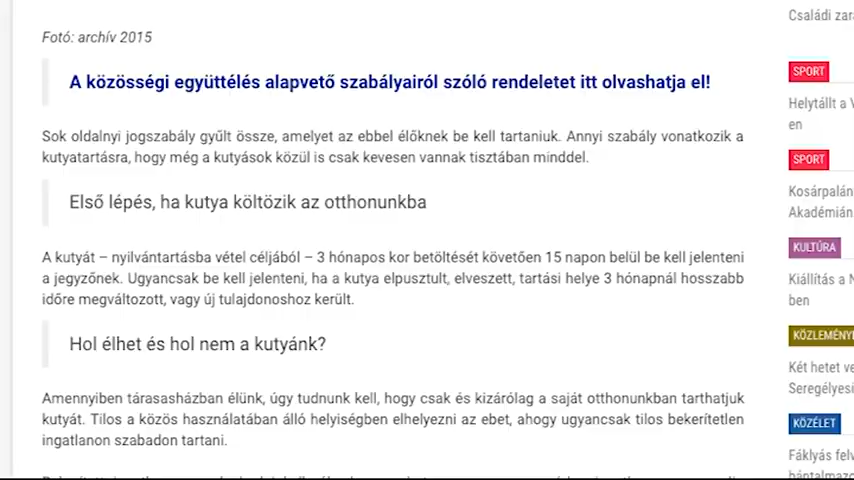 Fotó: archív 2015
A közösségi együttélés alapvető szabályairól szóló rendeletet itt olvashatja el!
Sok oldalnyi jogszabály gyűlt össze, amelyet az ebbel élőknek be kell tartaniuk. Annyi szabály vonatkozik a
kutyatartásra, hogy még a kutyások közül is csak kevesen vannak tisztában minddel.
Első lépés, ha kutya költözik az otthonunkba
A kutyát – nyilvántartásba vétel céljából – 3 hónapos kor betöltését követően 15 napon belül be kell jelenteni
a jegyzőnek. Ugyancsak be kell jelenteni, ha a kutya elpusztult, elveszett, tartási helye 3 hónapnál hosszabb
időre megváltozott, vagy új tulajdonoshoz került.
Hol élhet és hol nem a kutyánk?
Amennyiben tárasasházban élünk, úgy tudnunk kell, hogy csak és kizárólag a saját otthonunkban tarthatjuk
kutyát. Tilos a közös használatában álló helyiségben elhelyezni az ebet, ahogy ugyancsak tilos bekerítetlen
ingatlanon szabadon tartani.
Családi zar
SPORT
Helytállt a V
en
SPORT
Kosárpalán
Akadémián
KULTÚRA
Kiállítás a N
ben
KÖZLEMÉNY
Két hetet ve
Seregélyesi
KÖZÉLET
Fáklyás felv
bántalmazo